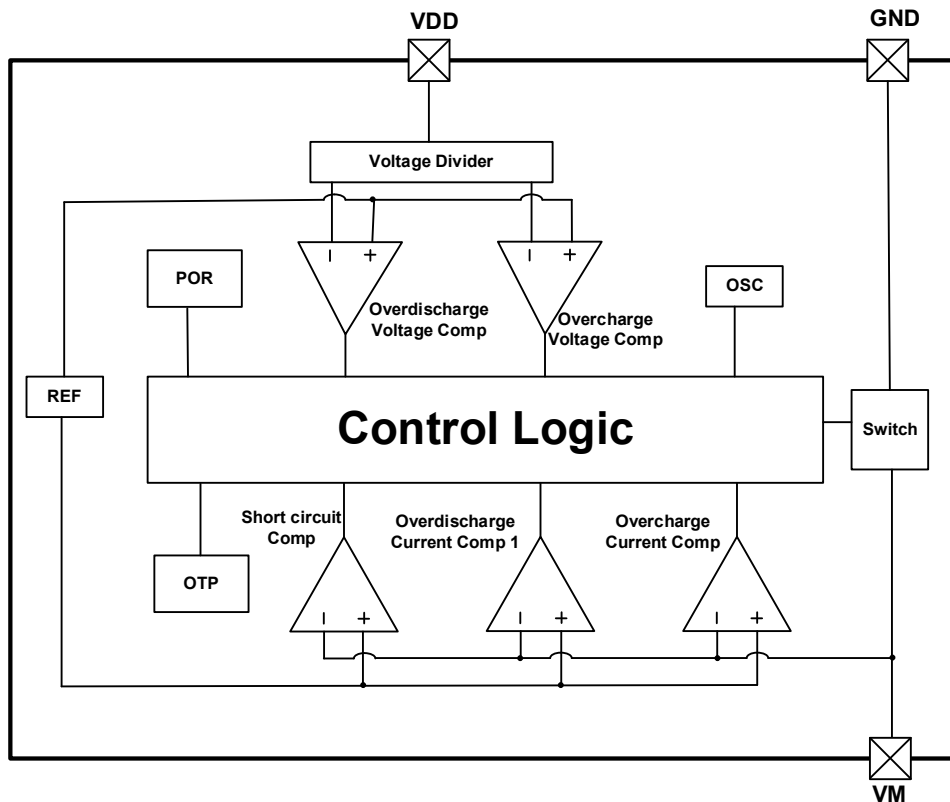 VDD
GND
Voltage Divider
POR
OSC
Overdischarge
Voltage Comp
Overcharge
Voltage Comp
REF
Control Logic
Switch
Short circuit
Comp
Overdischarge
Current Comp 1
Overcharge
Current Comp
OTP
VM